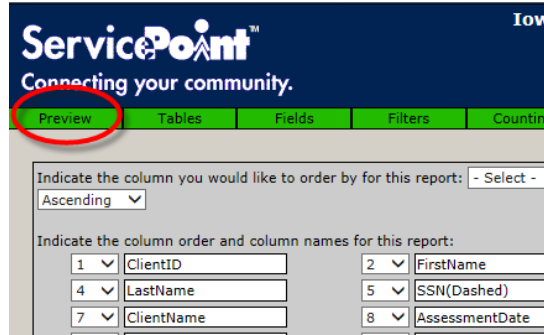 Iow
ServicePoint™
Connecting your community.
Preview Tables Fields Filters Countin
Indicate the column you would like to order by for this report: - Select -
Ascending
Indicate the column order and column names for this report:
1 ClientID 2 FirstName
4 LastName 5 SSN(Dashed)
7 ClientName 8 AssessmentDate